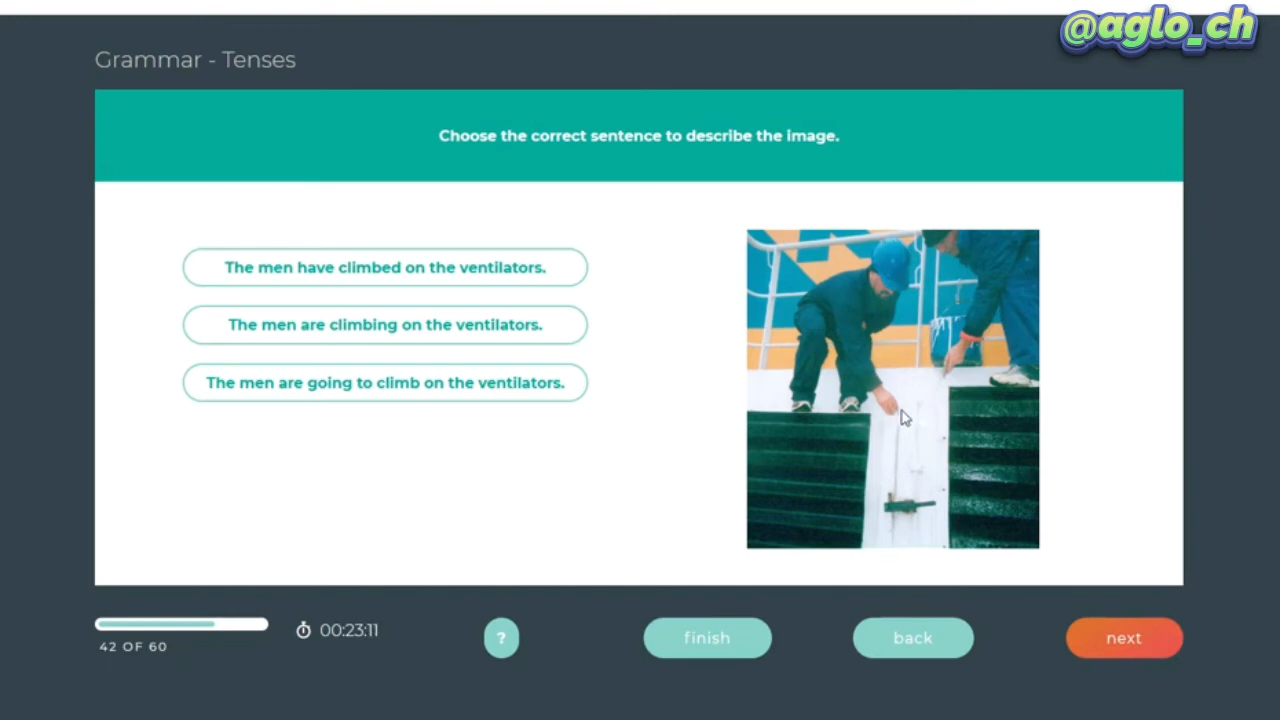 @aglo_ch
Grammar - Tenses
Choose the correct sentence to describe the image.
The men have climbed on the ventilators.
The men are climbing on the ventilators.
The men are going to climb on the ventilators.
42 OF 60
00:23:11
?
finish
back
next